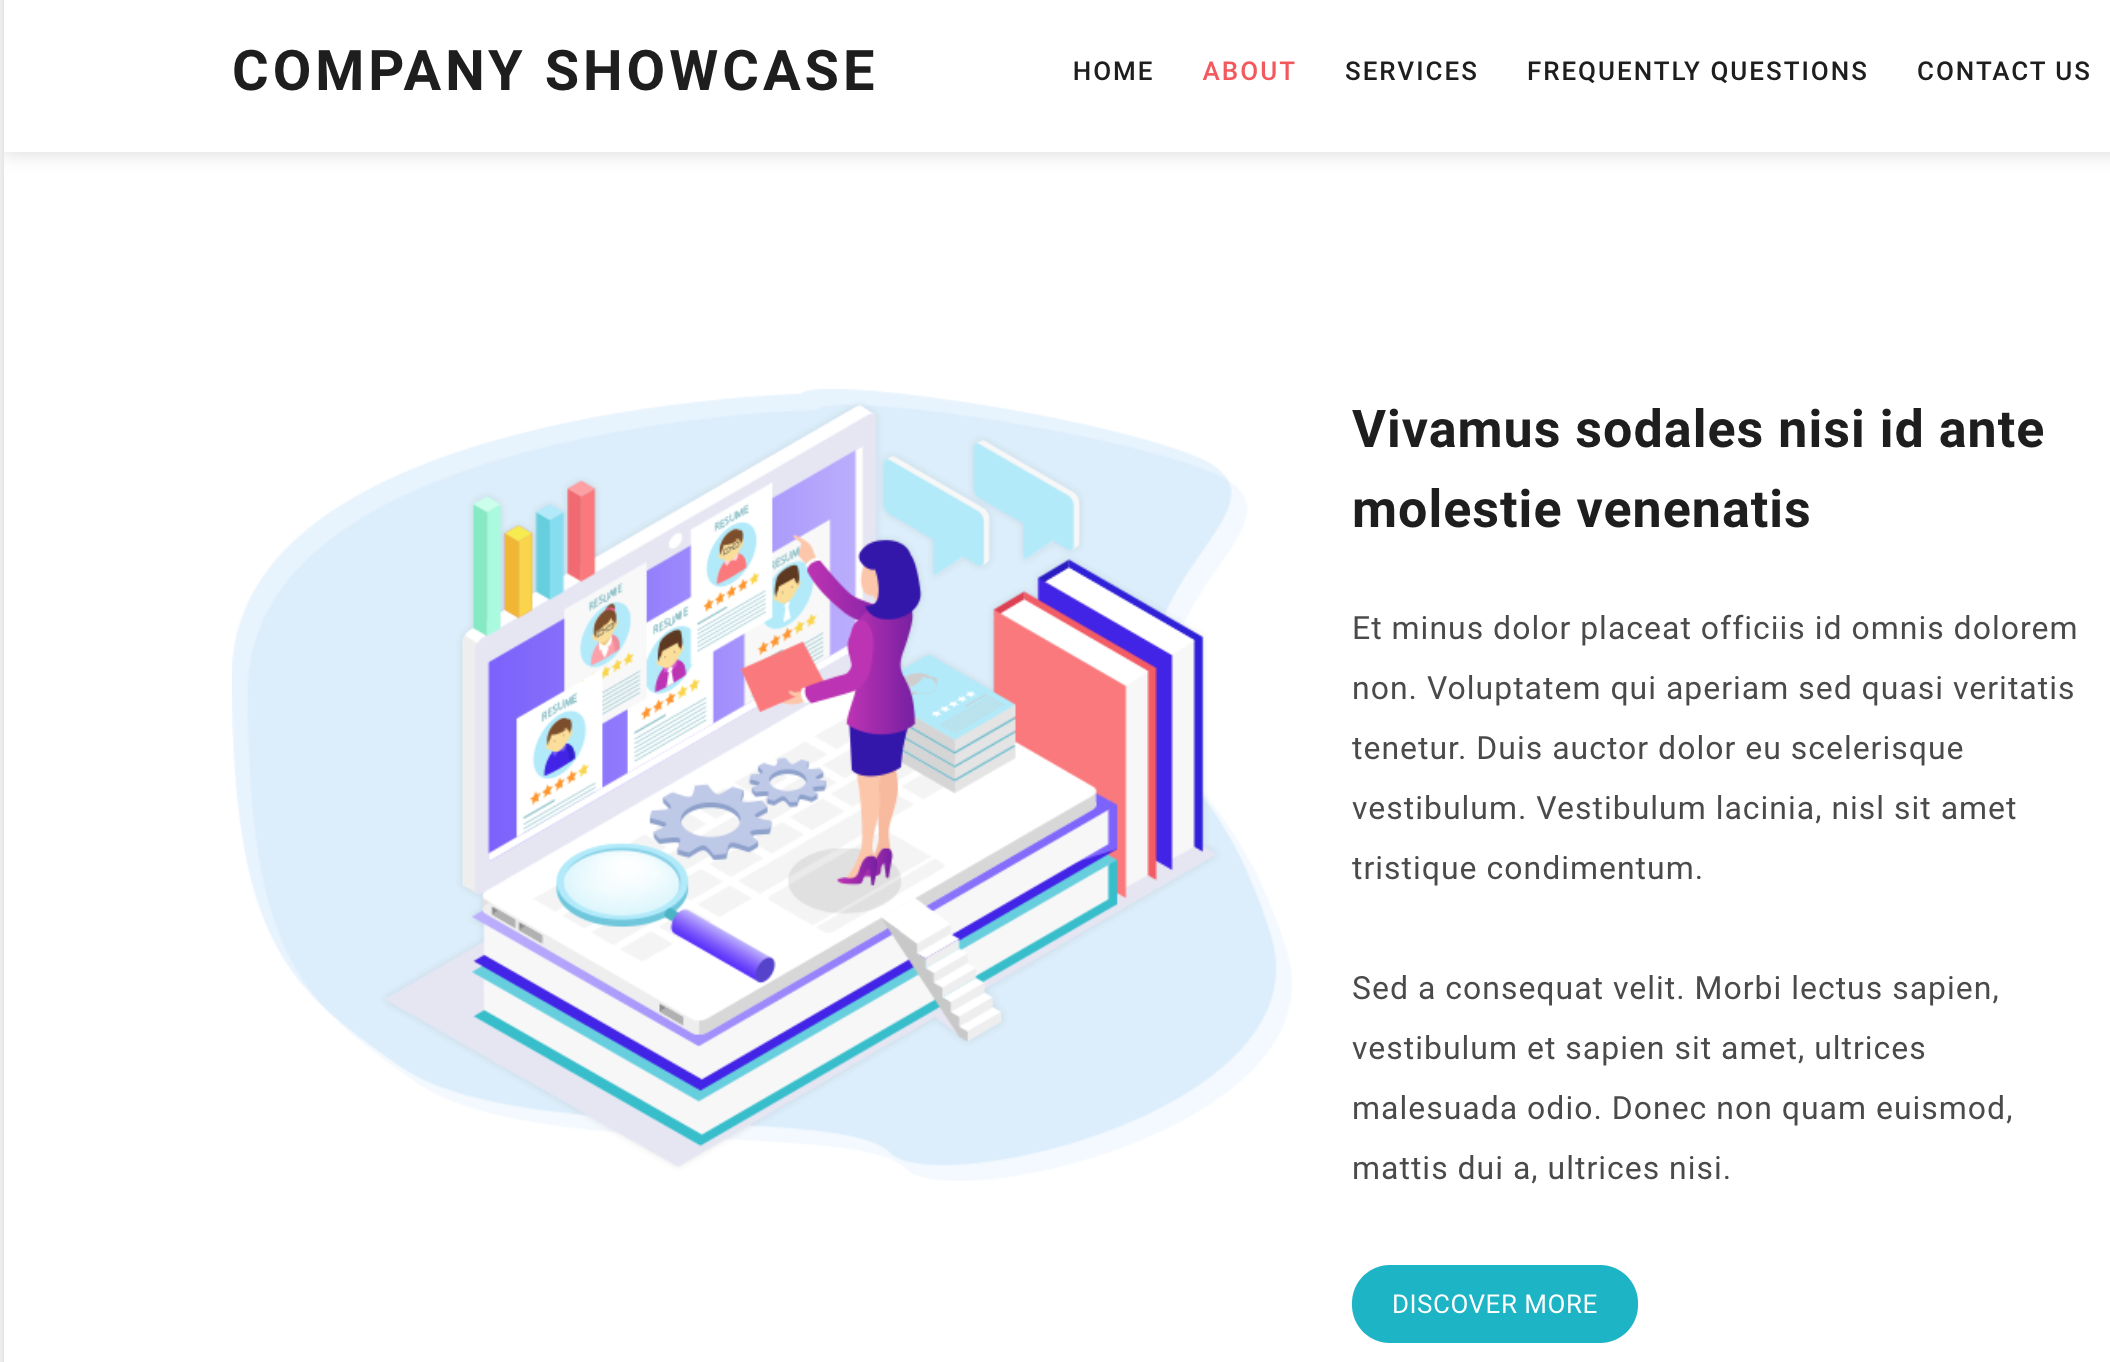 COMPANY SHOWCASE
HOME ABOUT SERVICES FREQUENTLY QUESTIONS CONTACT US
RESUME
RESUME
RESUME
RESUME
RESUME
Vivamus sodales nisi id ante
molestie venenatis
Et minus dolor placeat officiis id omnis dolorem
non. Voluptatem qui aperiam sed quasi veritatis
tenetur. Duis auctor dolor eu scelerisque
vestibulum. Vestibulum lacinia, nisl sit amet
tristique condimentum.
Sed a consequat velit. Morbi lectus sapien,
vestibulum et sapien sit amet, ultrices
malesuada odio. Donec non quam euismod,
mattis dui a, ultrices nisi.
DISCOVER MORE